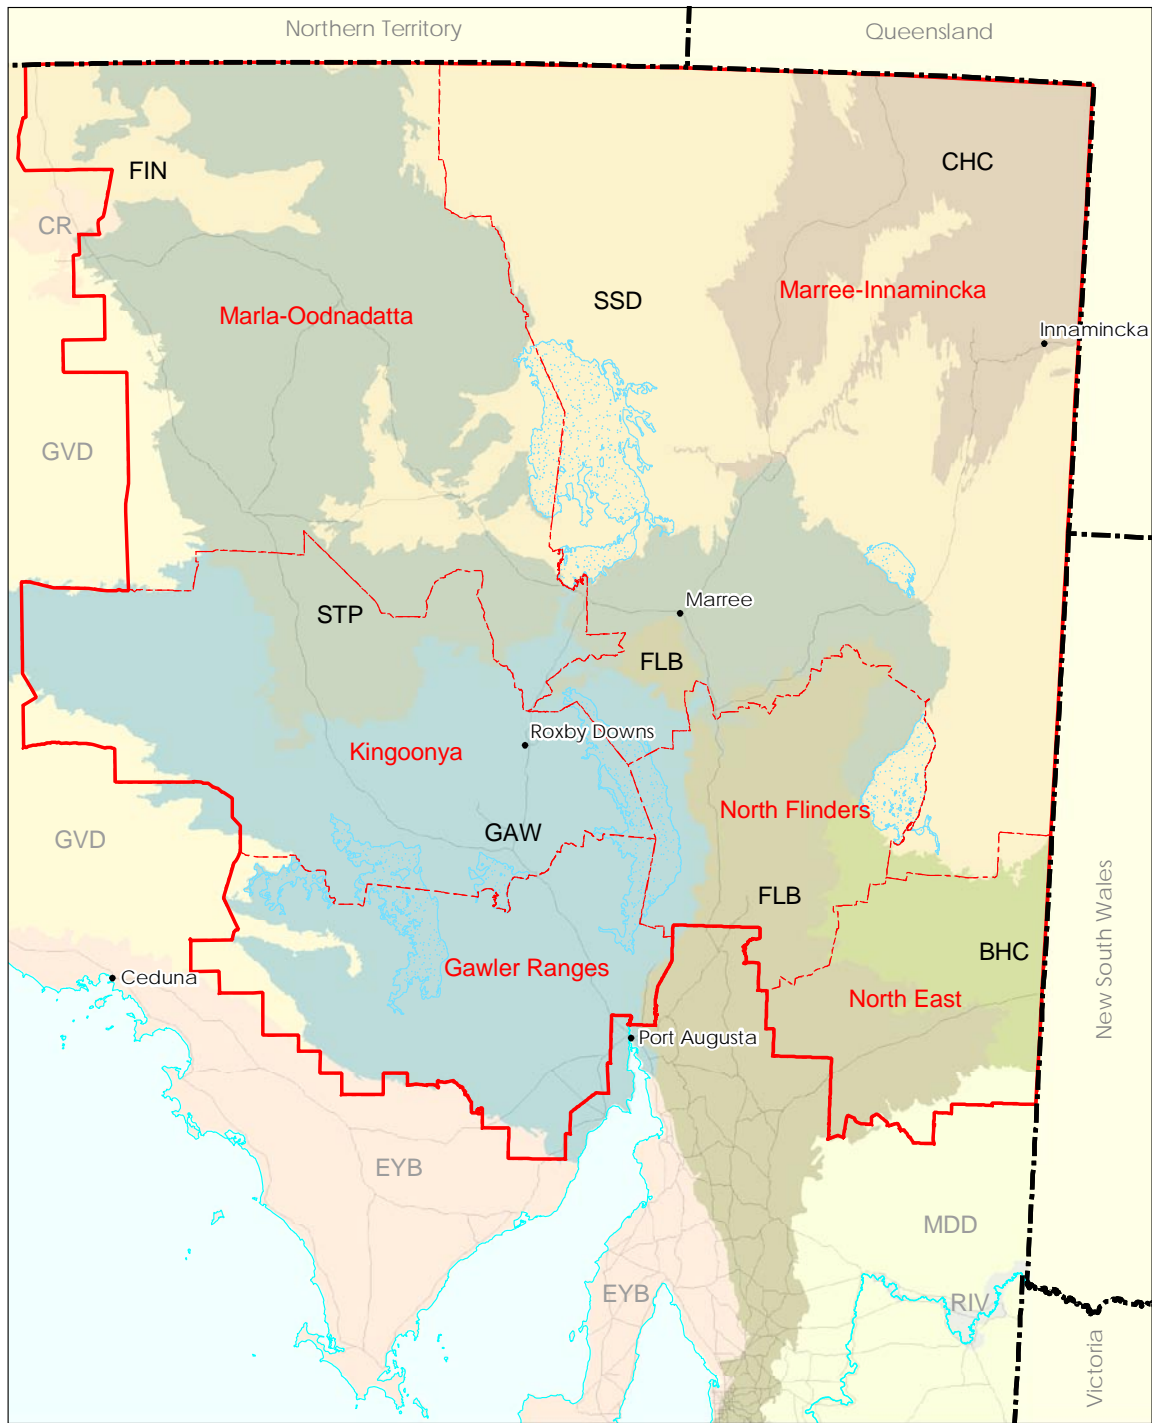 Northern Territory
Queensland
FIN
CHC
CR
SSD
Marree-Innamincka
Marla-Oodnadatta
Innamincka
GVD
Marree
STP
FLB
Roxby Downs
Kingoonya
North Flinders
GAW
GVD
FLB
New South Wales
BHC
Gawler Ranges
Ceduna
North East
Port Augusta
EYB
MDD
EYB
RIV
Victoria